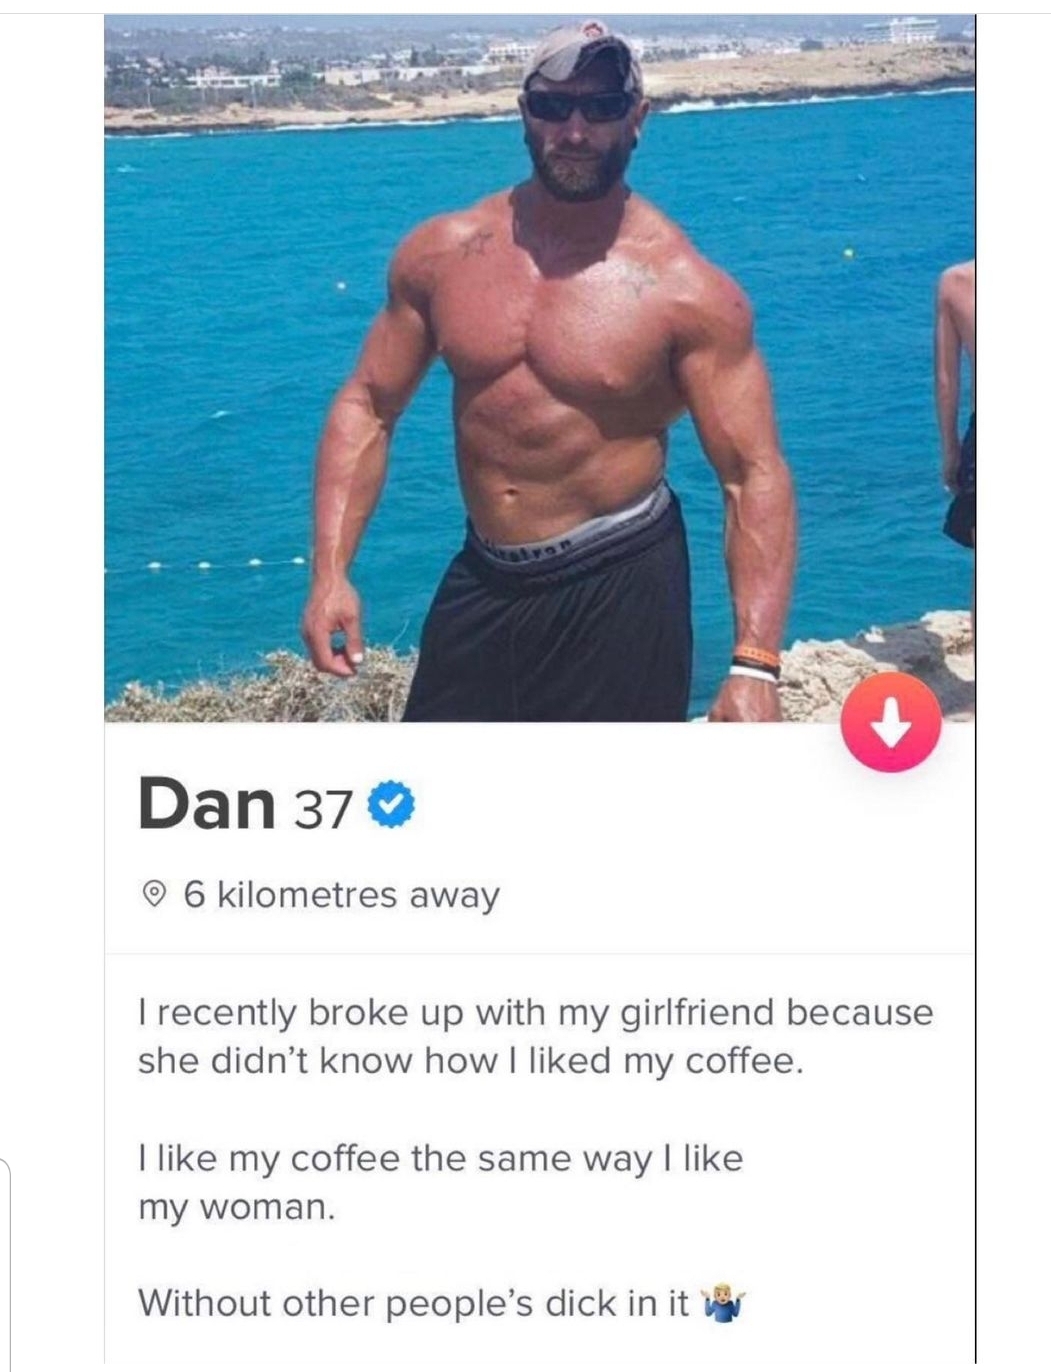 Dan 37
6 kilometres away
I recently broke up with my girlfriend because
she didn't know how I liked my coffee.
I like my coffee the same way I like
my woman.
Without other people's dick in it 🤷🏼‍♂️